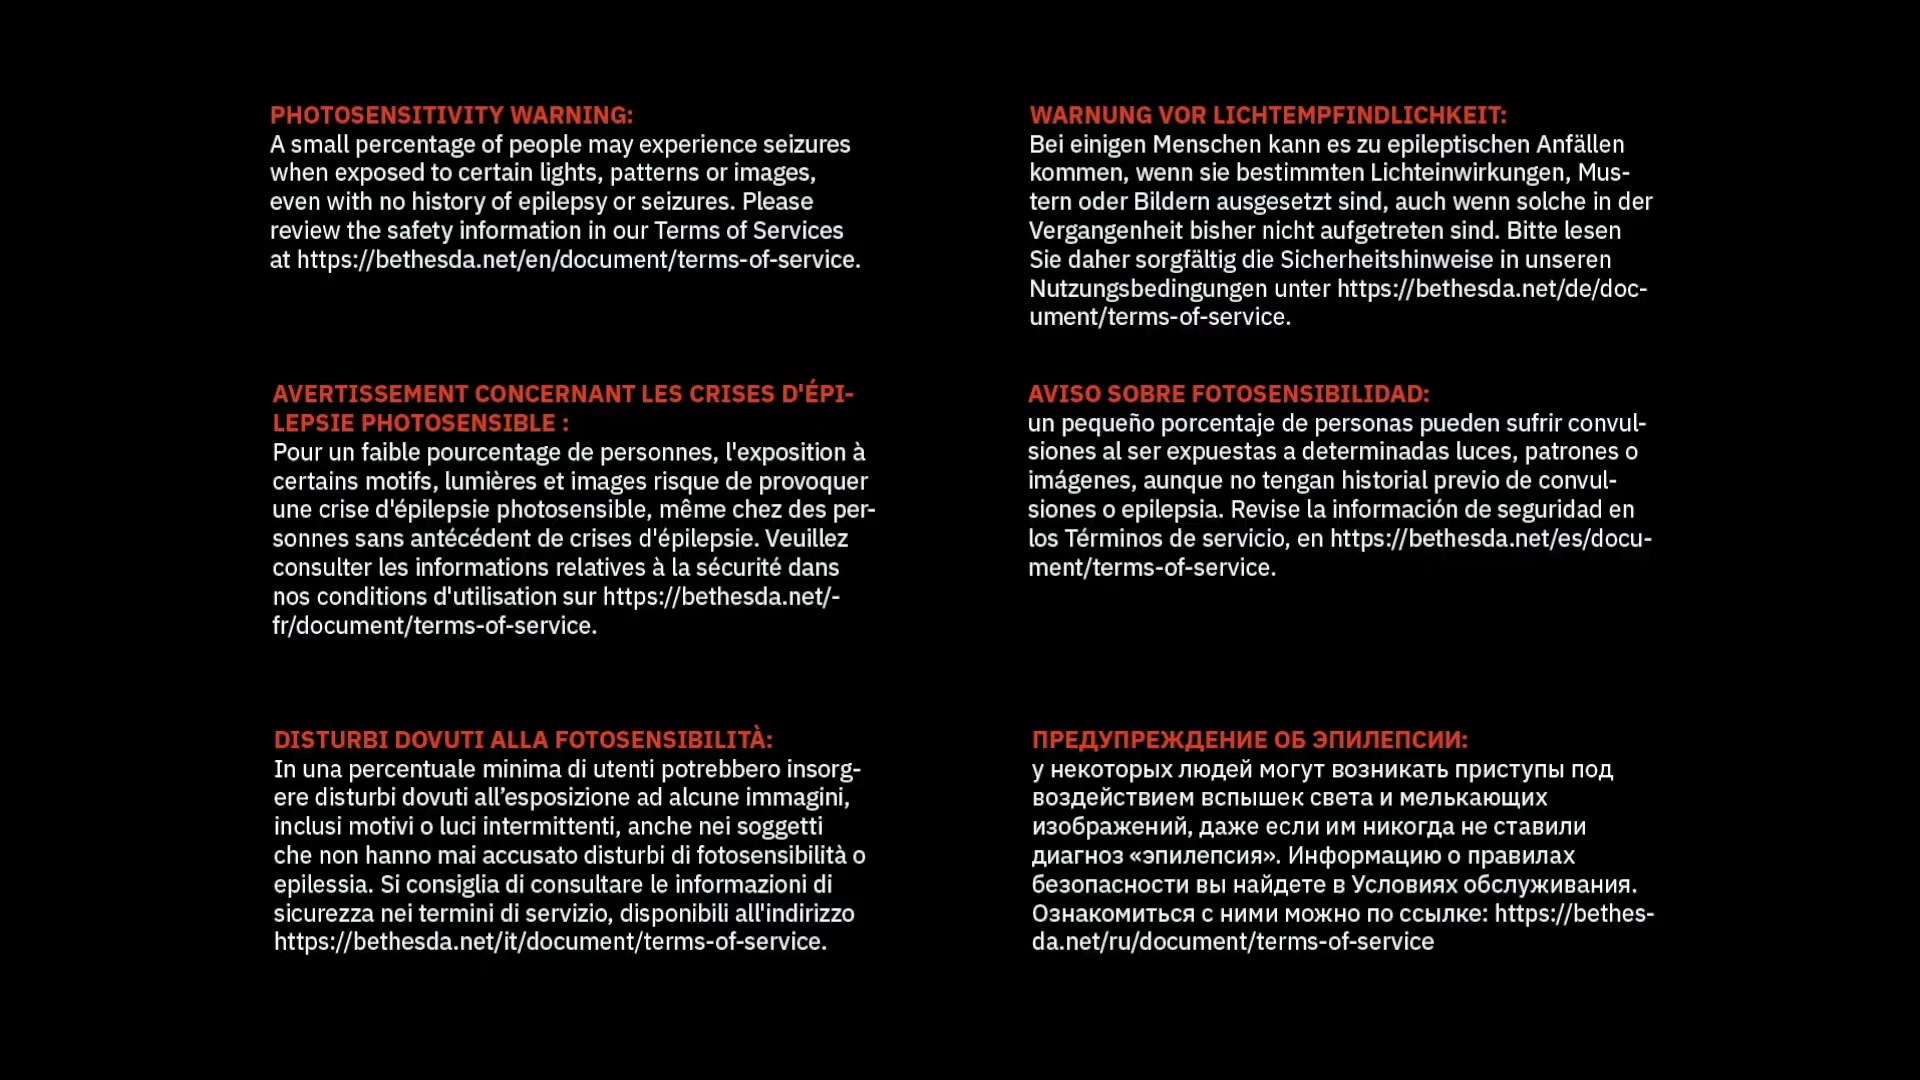 PHOTOSENSITIVITY WARNING:
A small percentage of people may experience seizures
when exposed to certain lights, patterns or images,
even with no history of epilepsy or seizures. Please
review the safety information in our Terms of Services
at https://bethesda.net/en/document/terms-of-service.
WARNUNG VOR LICHTEMPFINDLICHKEIT:
Bei einigen Menschen kann es zu epileptischen Anfällen
kommen, wenn sie bestimmten Lichteinwirkungen, Mus-
tern oder Bildern ausgesetzt sind, auch wenn solche in der
Vergangenheit bisher nicht aufgetreten sind. Bitte lesen
Sie daher sorgfältig die Sicherheitshinweise in unseren
Nutzungsbedingungen unter https://bethesda.net/de/doc-
ument/terms-of-service.
AVERTISSEMENT CONCERNANT LES CRISES D'ÉPI-
LEPSIE PHOTOSENSIBLE :
Pour un faible pourcentage de personnes, l'exposition à
certains motifs, lumières et images risque de provoquer
une crise d'épilepsie photosensible, même chez des per-
sonnes sans antécédent de crises d'épilepsie. Veuillez
consulter les informations relatives à la sécurité dans
nos conditions d'utilisation sur https://bethesda.net/-
fr/document/terms-of-service.
AVISO SOBRE FOTOSENSIBILIDAD:
un pequeño porcentaje de personas pueden sufrir convul-
siones al ser expuestas a determinadas luces, patrones o
imágenes, aunque no tengan historial previo de convul-
siones o epilepsia. Revise la información de seguridad en
los Términos de servicio, en https://bethesda.net/es/docu-
ment/terms-of-service.
DISTURBI DOVUTI ALLA FOTOSENSIBILITÀ:
In una percentuale minima di utenti potrebbero insorg-
ere disturbi dovuti all’esposizione ad alcune immagini,
inclusi motivi o luci intermittenti, anche nei soggetti
che non hanno mai accusato disturbi di fotosensibilità o
epilessia. Si consiglia di consultare le informazioni di
sicurezza nei termini di servizio, disponibili all'indirizzo
https://bethesda.net/it/document/terms-of-service.
ПРЕДУПРЕЖДЕНИЕ ОБ ЭПИЛЕПСИИ:
у некоторых людей могут возникать приступы под
воздействием вспышек света и мелькающих
изображений, даже если им никогда не ставили
диагноз «эпилепсия». Информацию о правилах
безопасности вы найдете в Условиях обслуживания.
Ознакомиться с ними можно по ссылке: https://bethes-
da.net/ru/document/terms-of-service